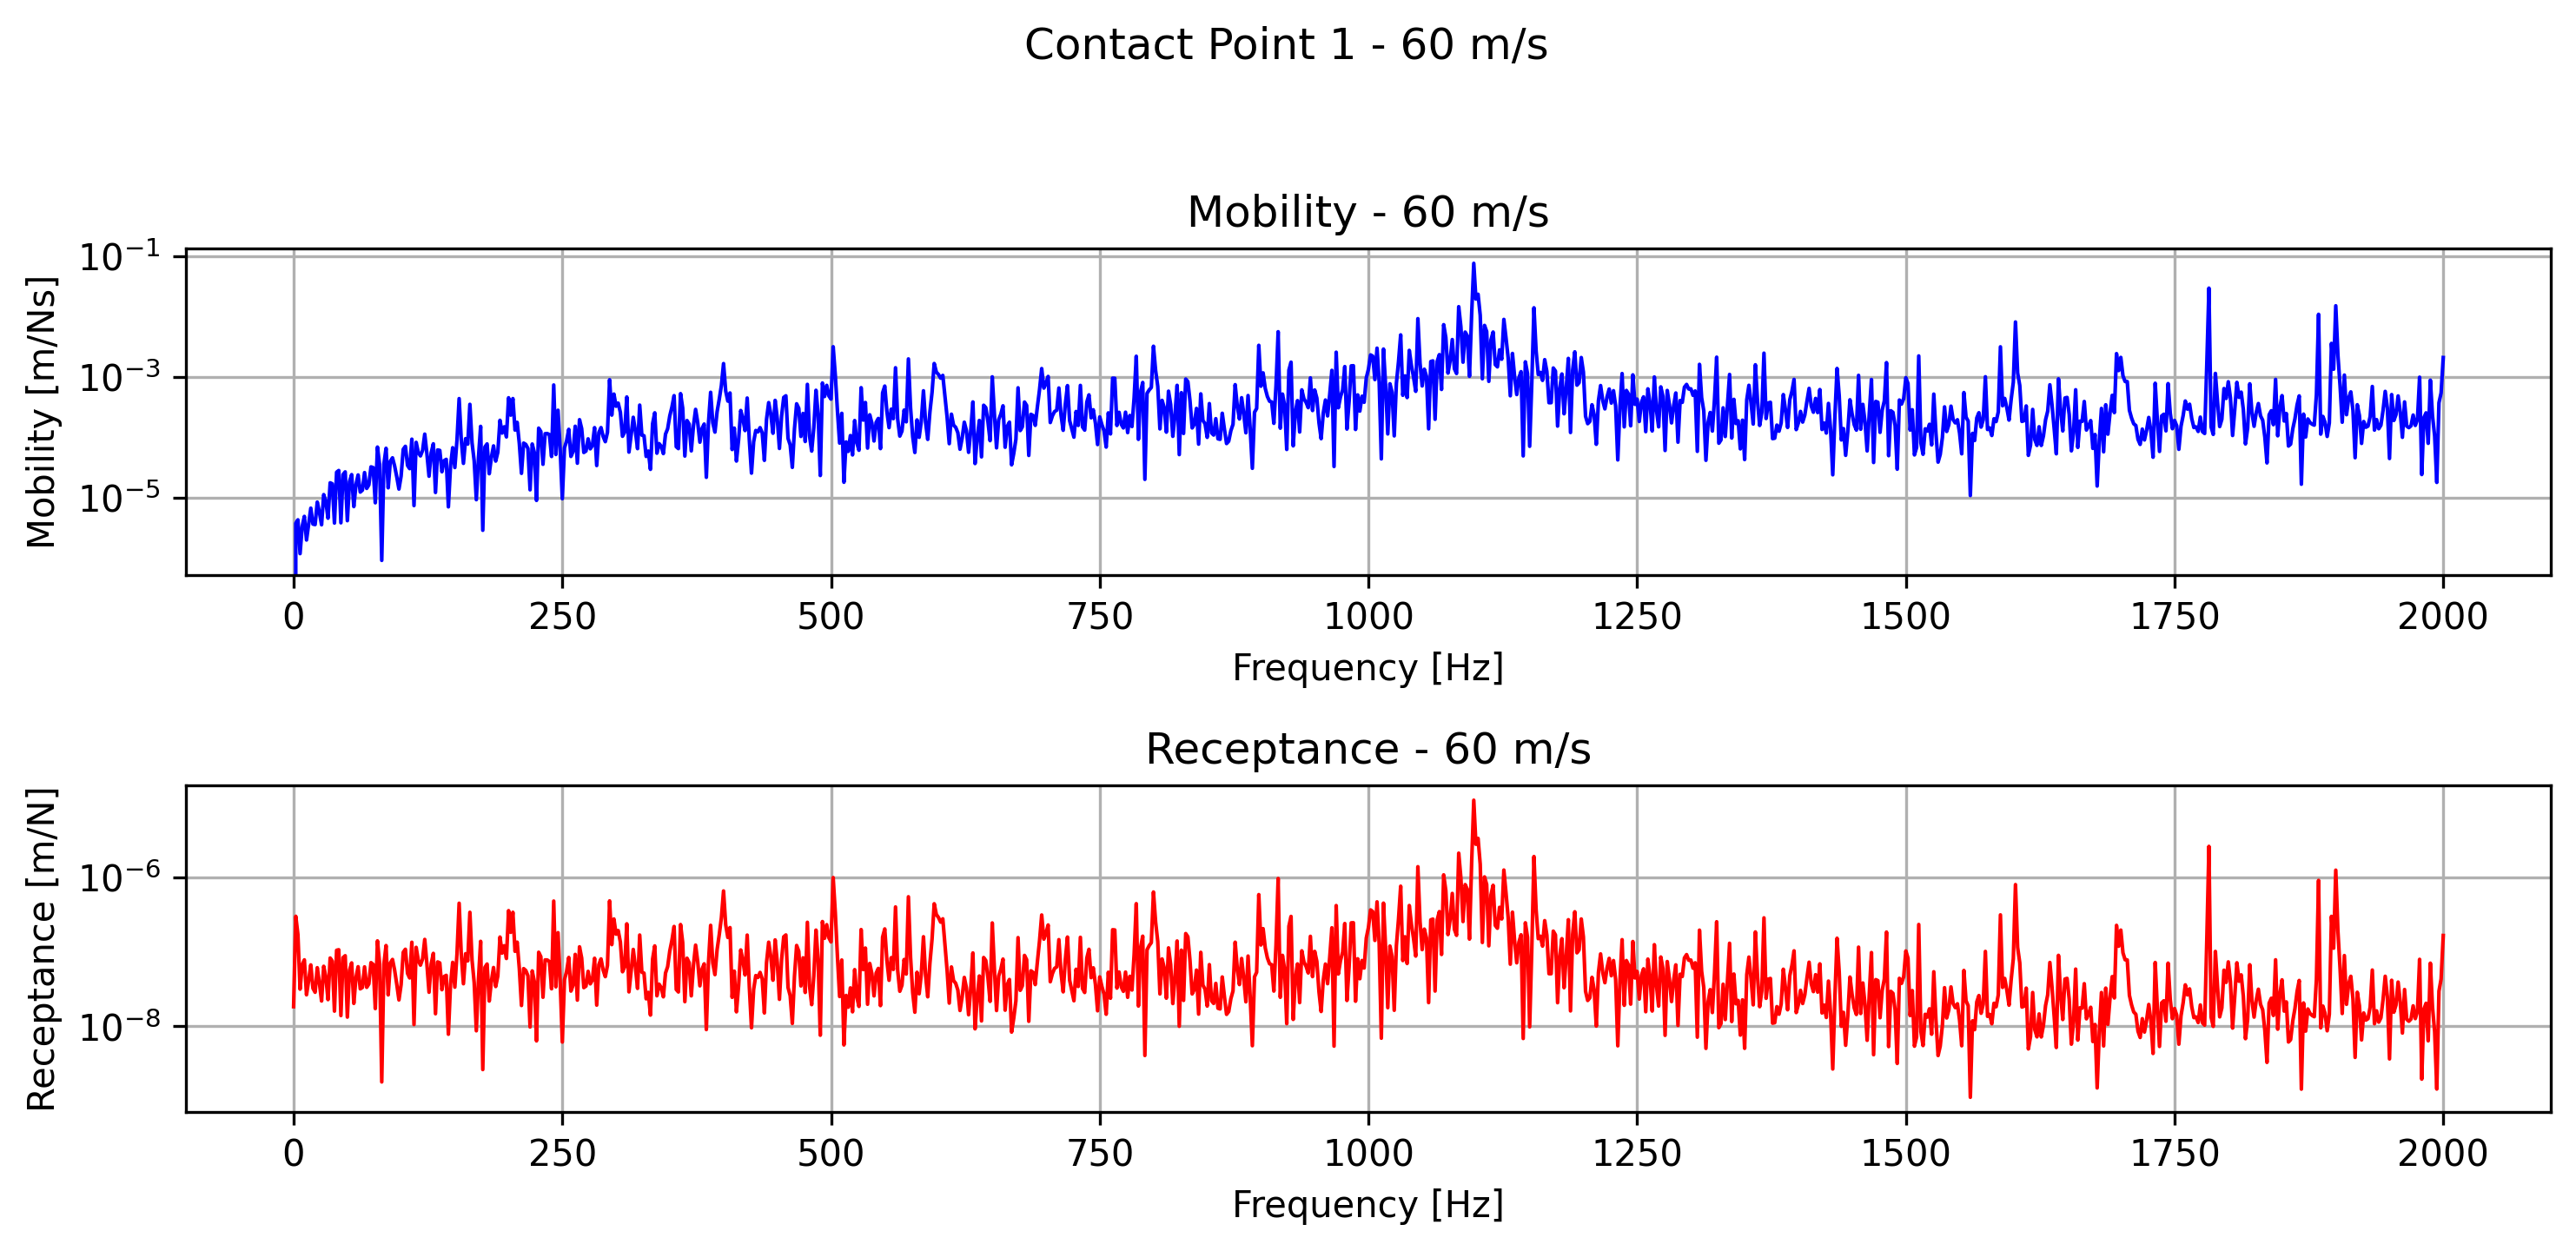 Contact Point 1 - 60 m/s
Mobility - 60 m/s
Mobility [m/Ns]
10⁻¹
10⁻³
10⁻⁵
0 250 500 750 1000 1250 1500 1750 2000
Frequency [Hz]
Receptance - 60 m/s
Receptance [m/N]
10⁻⁶
10⁻⁸
0 250 500 750 1000 1250 1500 1750 2000
Frequency [Hz]